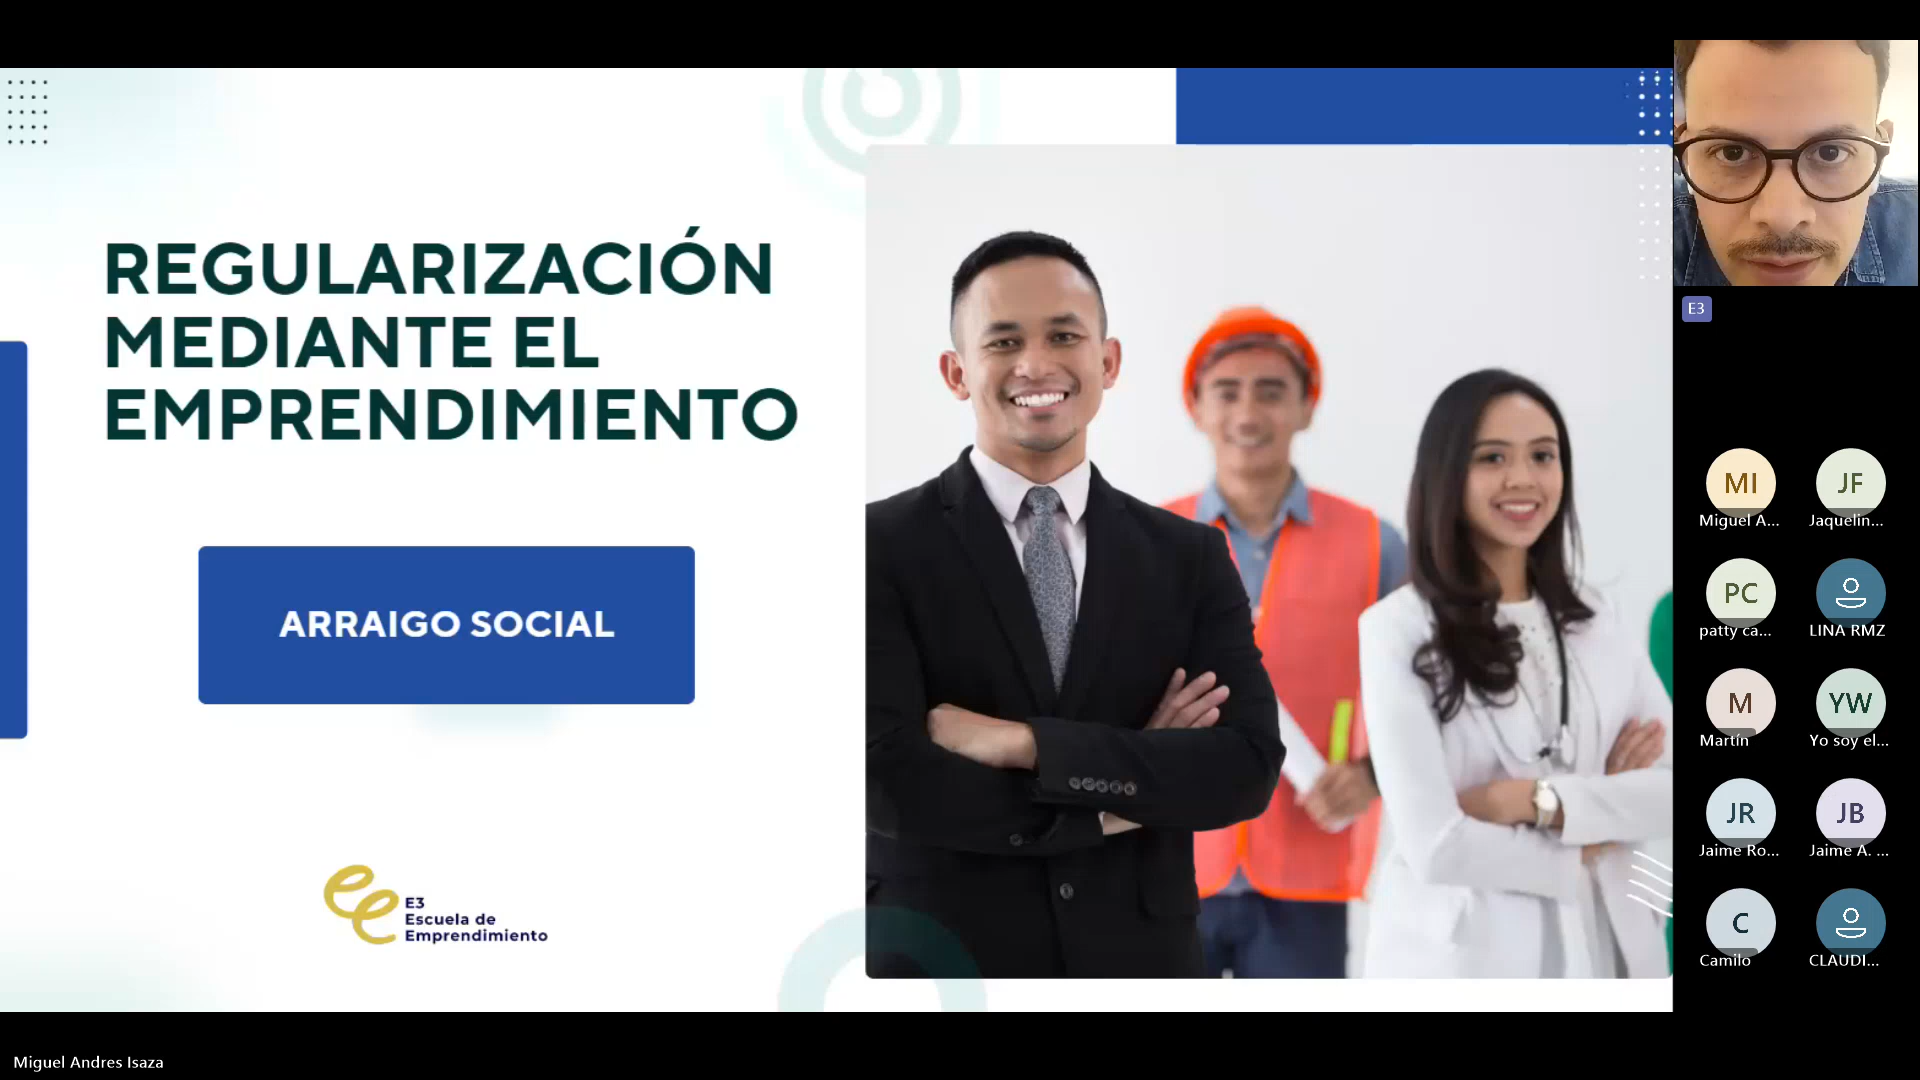 REGULARIZACIÓN
MEDIANTE EL
EMPRENDIMIENTO
ARRAIGO SOCIAL
E3
Escuela de
Emprendimiento
E3
MI
JF
Miguel A...
Jaquelin...
PC
patty ca...
LINA RMZ
M
YW
Martín
Yo soy el...
JR
JB
Jaime Ro...
Jaime A. ...
C
Camilo
CLAUDI...
Miguel Andres Isaza